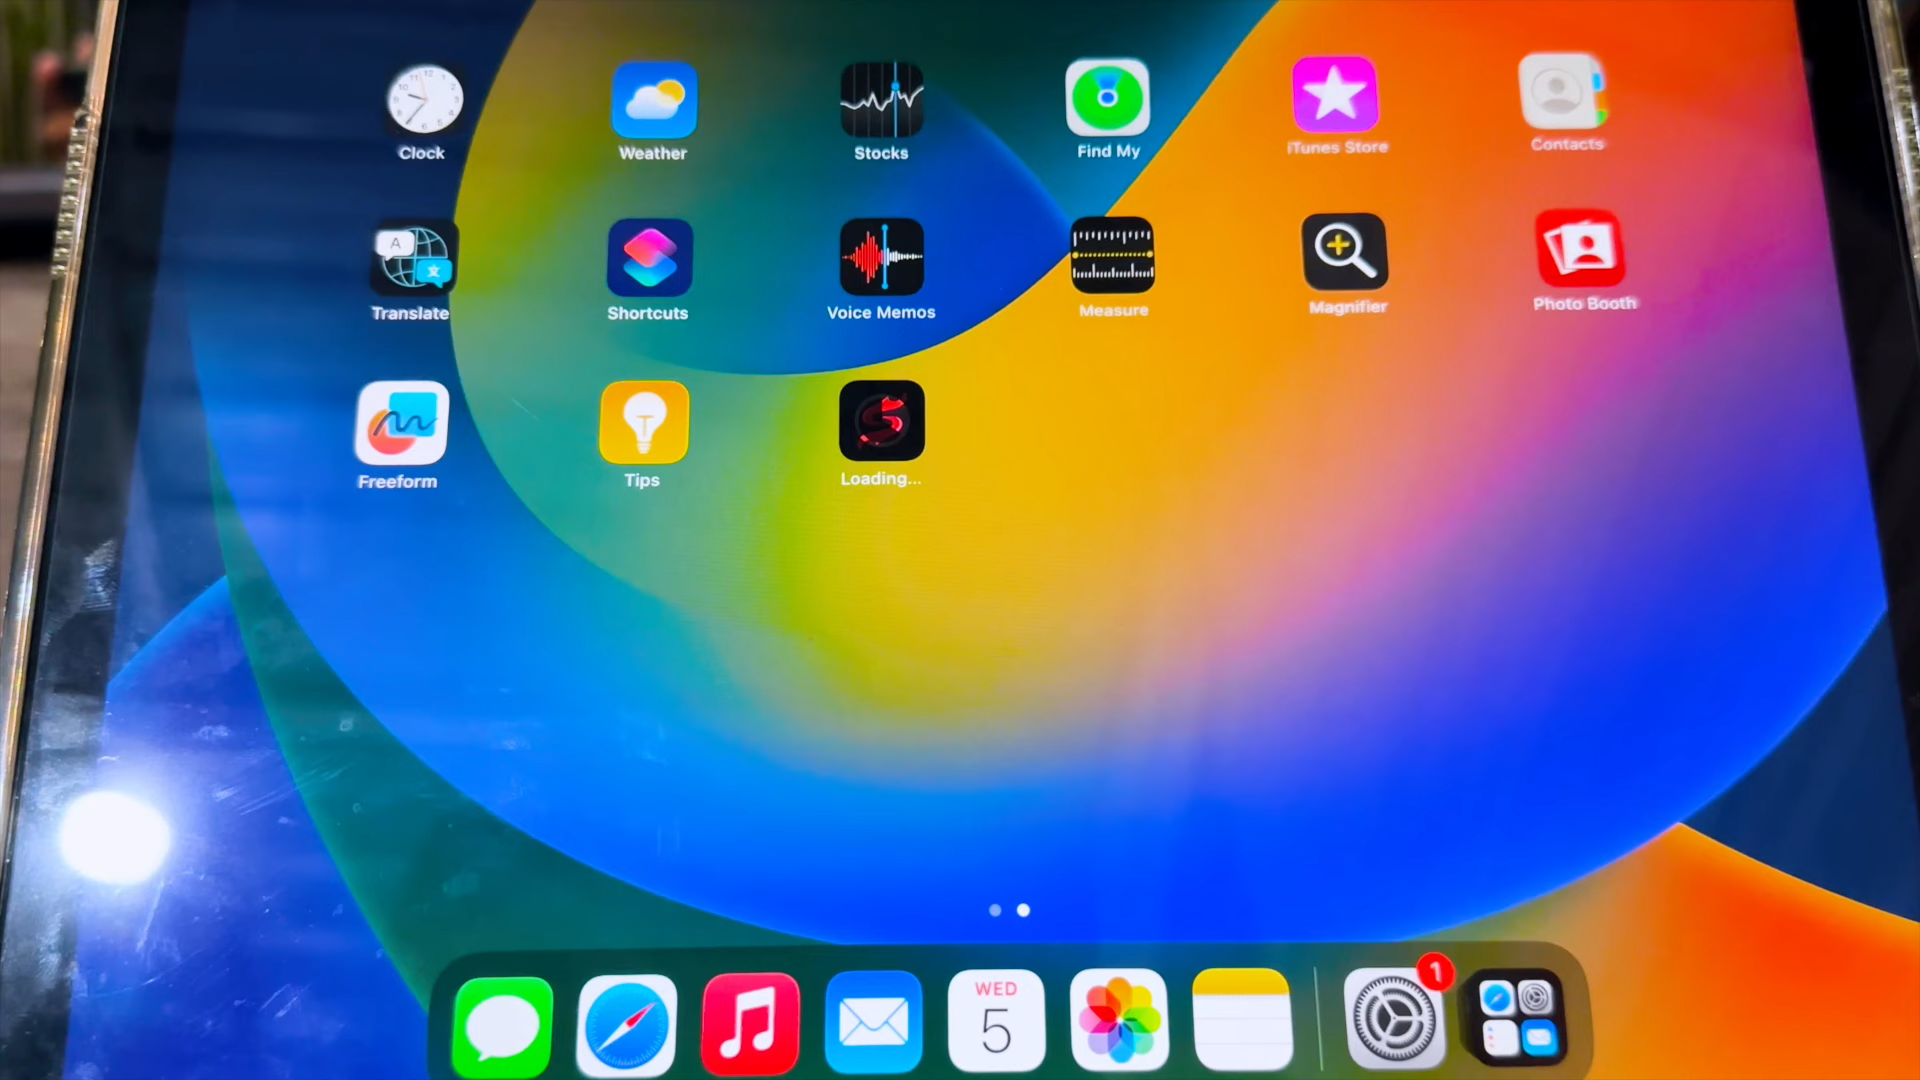 Clock
Weather
Stocks
Find My
iTunes Store
Contacts
A
文
Translate
Shortcuts
Voice Memos
Measure
Magnifier
Photo Booth
Freeform
Tips
S
Loading...
WED
5
1